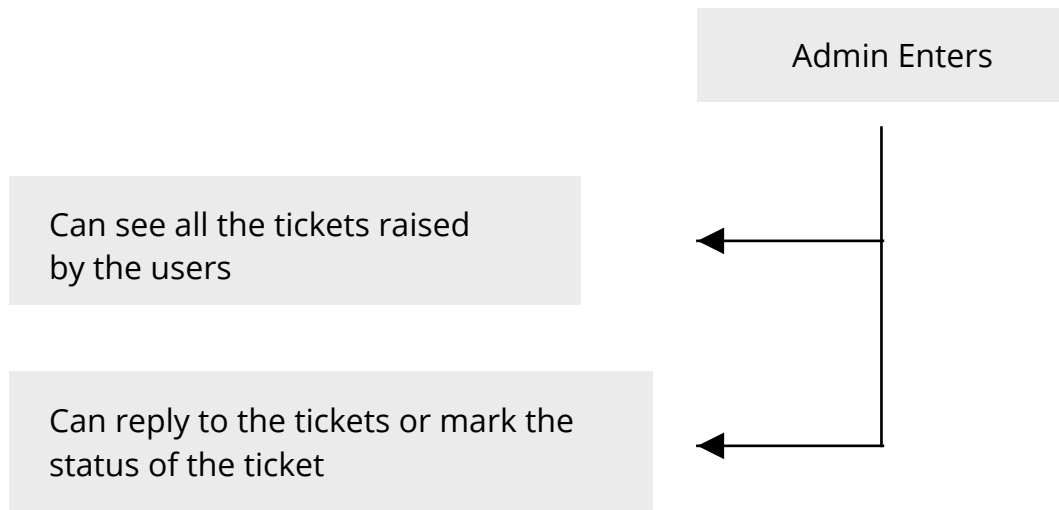 Admin Enters
Can see all the tickets raised
by the users
Can reply to the tickets or mark the
status of the ticket